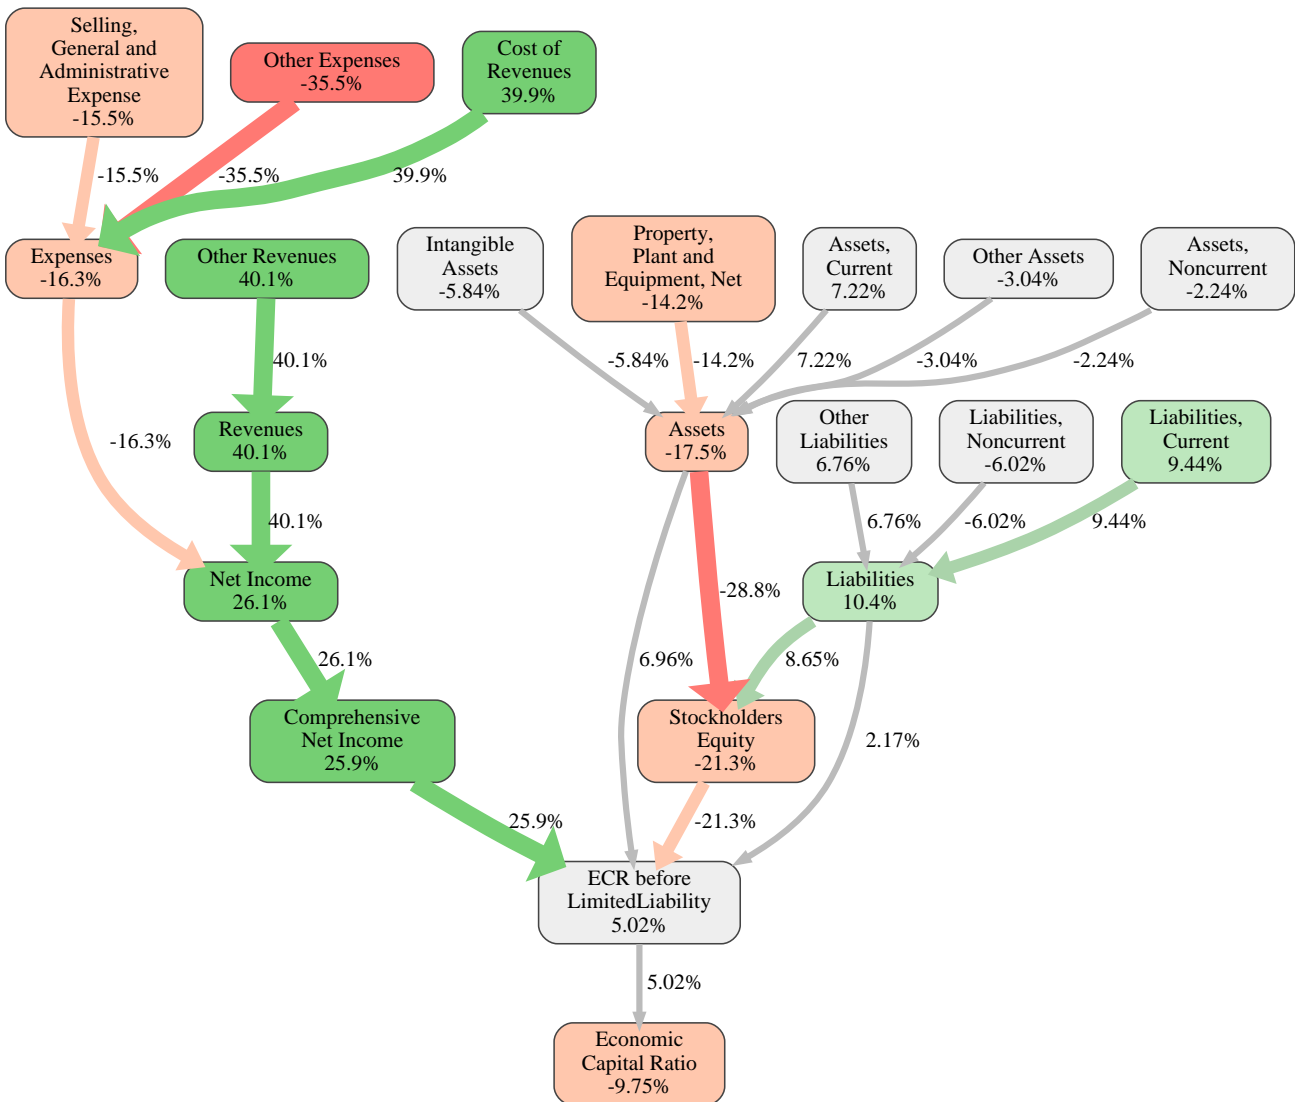 Selling,
General and
Administrative
Expense
-15.5%
Other Expenses
-35.5%
Cost of
Revenues
39.9%
-15.5%
-35.5%
39.9%
Expenses
-16.3%
Other Revenues
40.1%
Intangible
Assets
-5.84%
Property,
Plant and
Equipment, Net
-14.2%
Assets,
Current
7.22%
Other Assets
-3.04%
Assets,
Noncurrent
-2.24%
40.1%
-5.84%
-14.2%
7.22%
-3.04%
-2.24%
-16.3%
Revenues
40.1%
Assets
-17.5%
Other
Liabilities
6.76%
Liabilities,
Noncurrent
-6.02%
Liabilities,
Current
9.44%
40.1%
6.76%
-6.02%
9.44%
Net Income
26.1%
-28.8%
Liabilities
10.4%
26.1%
6.96%
8.65%
2.17%
Comprehensive
Net Income
25.9%
Stockholders
Equity
-21.3%
25.9%
-21.3%
ECR before
LimitedLiability
5.02%
5.02%
Economic
Capital Ratio
-9.75%